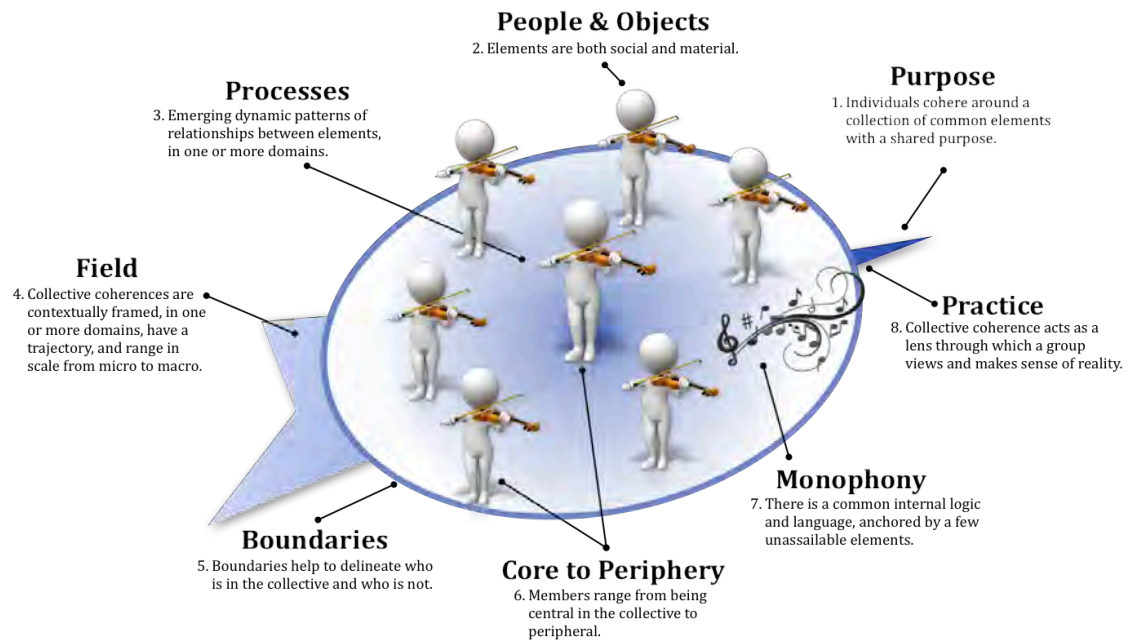 People & Objects
2. Elements are both social and material.
Purpose
1. Individuals cohere around a
collection of common elements
with a shared purpose.
Processes
3. Emerging dynamic patterns of
relationships between elements,
in one or more domains.
Field
4. Collective coherences are
contextually framed, in one
or more domains, have a
trajectory, and range in
scale from micro to macro.
Practice
8. Collective coherence acts as a
lens through which a group
views and makes sense of reality.
Monophony
7. There is a common internal logic
and language, anchored by a few
unassailable elements.
Boundaries
5. Boundaries help to delineate who
is in the collective and who is not.
Core to Periphery
6. Members range from being
central in the collective to
peripheral.